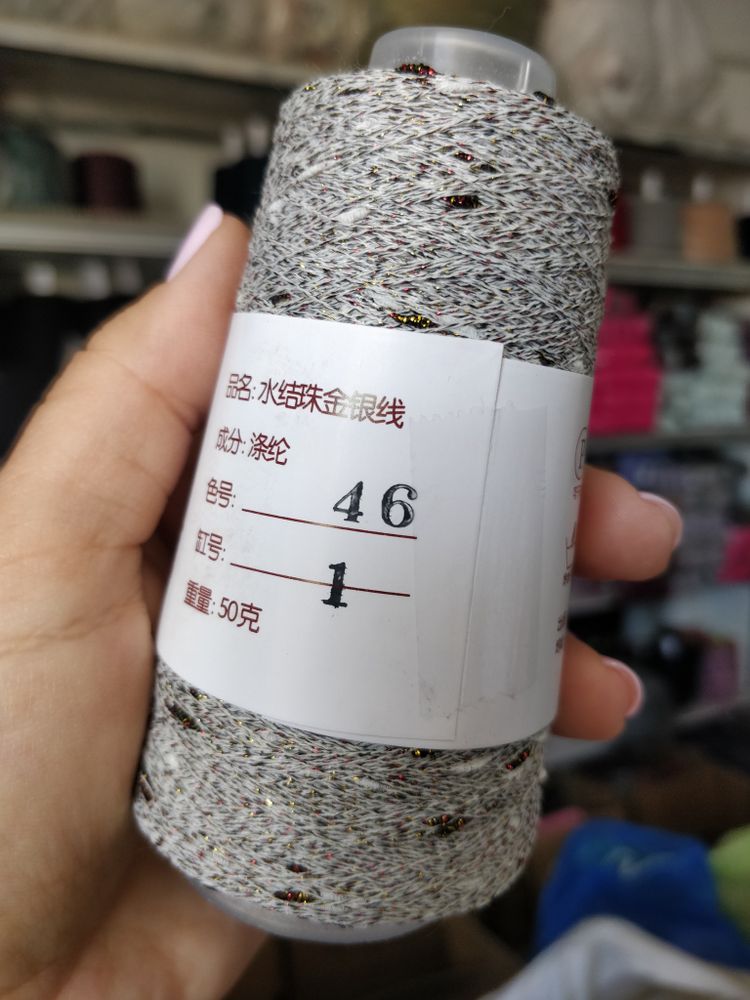 品名: 水结珠金银线
成分: 涤纶
色号: 46
缸号: 1
重量: 50克